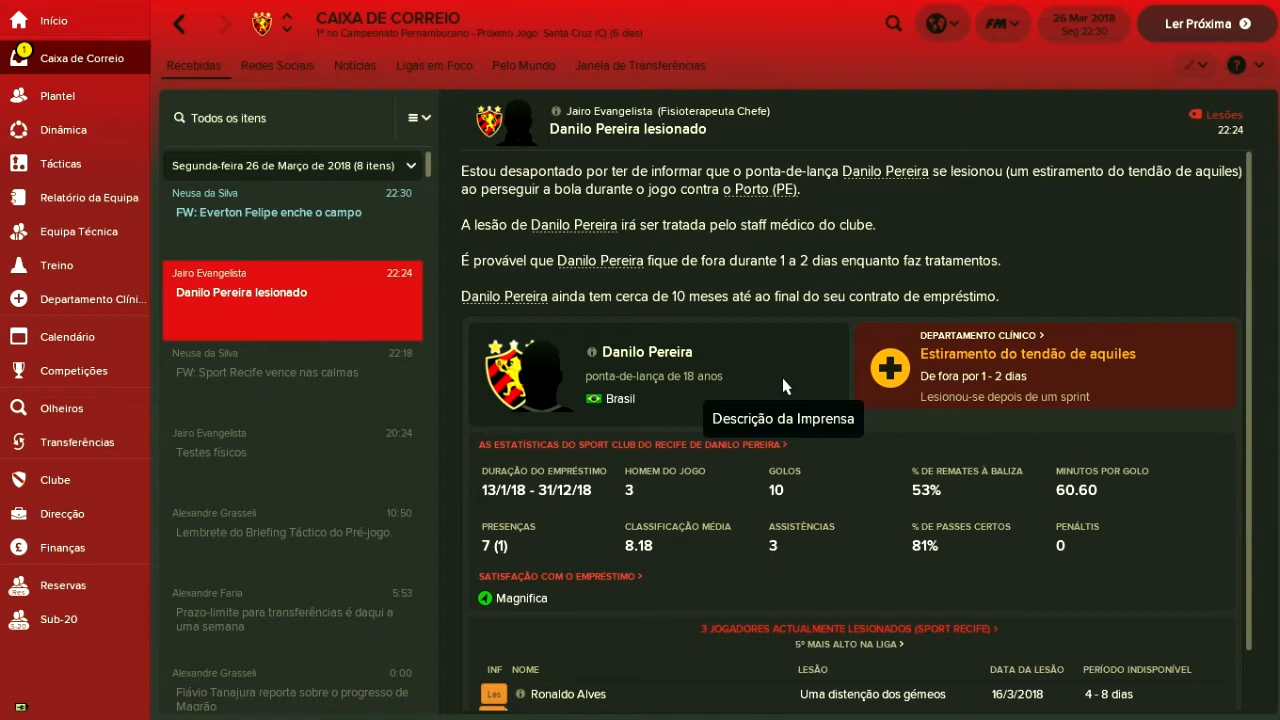 Início
Caixa de Correio
1
Plantel
Dinâmica
Tácticas
Relatório da Equipa
Equipa Técnica
Treino
Departamento Clíni...
Calendário
Competições
Olheiros
Transferências
Clube
Direcção
Finanças
Reservas
Res
Sub-20
S-20
CAIXA DE CORREIO
1º no Campeonato Pernambucano - Próximo Jogo: Santa Cruz (C) (6 dias)
FM
26 Mar 2018
Seg 22:30
Ler Próxima
Recebidas
Redes Sociais
Notícias
Ligas em Foco
Pelo Mundo
Janela de Transferências
?
Todos os itens
Segunda-feira 26 de Março de 2018 (8 itens)
Neusa da Silva 22:30
FW: Everton Felipe enche o campo
Jairo Evangelista 22:24
Danilo Pereira lesionado
Neusa da Silva 22:18
FW: Sport Recife vence nas calmas
Jairo Evangelista 20:24
Testes físicos
Alexandre Grasseli 10:50
Lembrete do Briefing Táctico do Pré-jogo.
Alexandre Faria 5:53
Prazo-limite para transferências é daqui a
uma semana
Alexandre Grasseli 0:00
Flávio Tanajura reporta sobre o progresso de
Magrão
Jairo Evangelista (Fisioterapeuta Chefe)
Danilo Pereira lesionado
Lesões
22:24
Estou desapontado por ter de informar que o ponta-de-lança Danilo Pereira se lesionou (um estiramento do tendão de aquiles)
ao perseguir a bola durante o jogo contra o Porto (PE).
A lesão de Danilo Pereira irá ser tratada pelo staff médico do clube.
É provável que Danilo Pereira fique de fora durante 1 a 2 dias enquanto faz tratamentos.
Danilo Pereira ainda tem cerca de 10 meses até ao final do seu contrato de empréstimo.
Danilo Pereira
ponta-de-lança de 18 anos
Brasil
Descrição da Imprensa
DEPARTAMENTO CLÍNICO >
Estiramento do tendão de aquiles
De fora por 1 - 2 dias
Lesionou-se depois de um sprint
AS ESTATÍSTICAS DO SPORT CLUB DO RECIFE DE DANILO PEREIRA >
DURAÇÃO DO EMPRÉSTIMO HOMEM DO JOGO GOLOS % DE REMATES À BALIZA MINUTOS POR GOLO
13/1/18 - 31/12/18 3 10 53% 60.60
PRESENÇAS CLASSIFICAÇÃO MÉDIA ASSISTÊNCIAS % DE PASSES CERTOS PENÁLTIS
7 (1) 8.18 3 81% 0
SATISFAÇÃO COM O EMPRÉSTIMO >
Magnifica
3 JOGADORES ACTUALMENTE LESIONADOS (SPORT RECIFE) >
5º MAIS ALTO NA LIGA >
INF NOME LESÃO DATA DA LESÃO PERÍODO INDISPONÍVEL
Les Ronaldo Alves Uma distenção dos gémeos 16/3/2018 4 - 8 dias